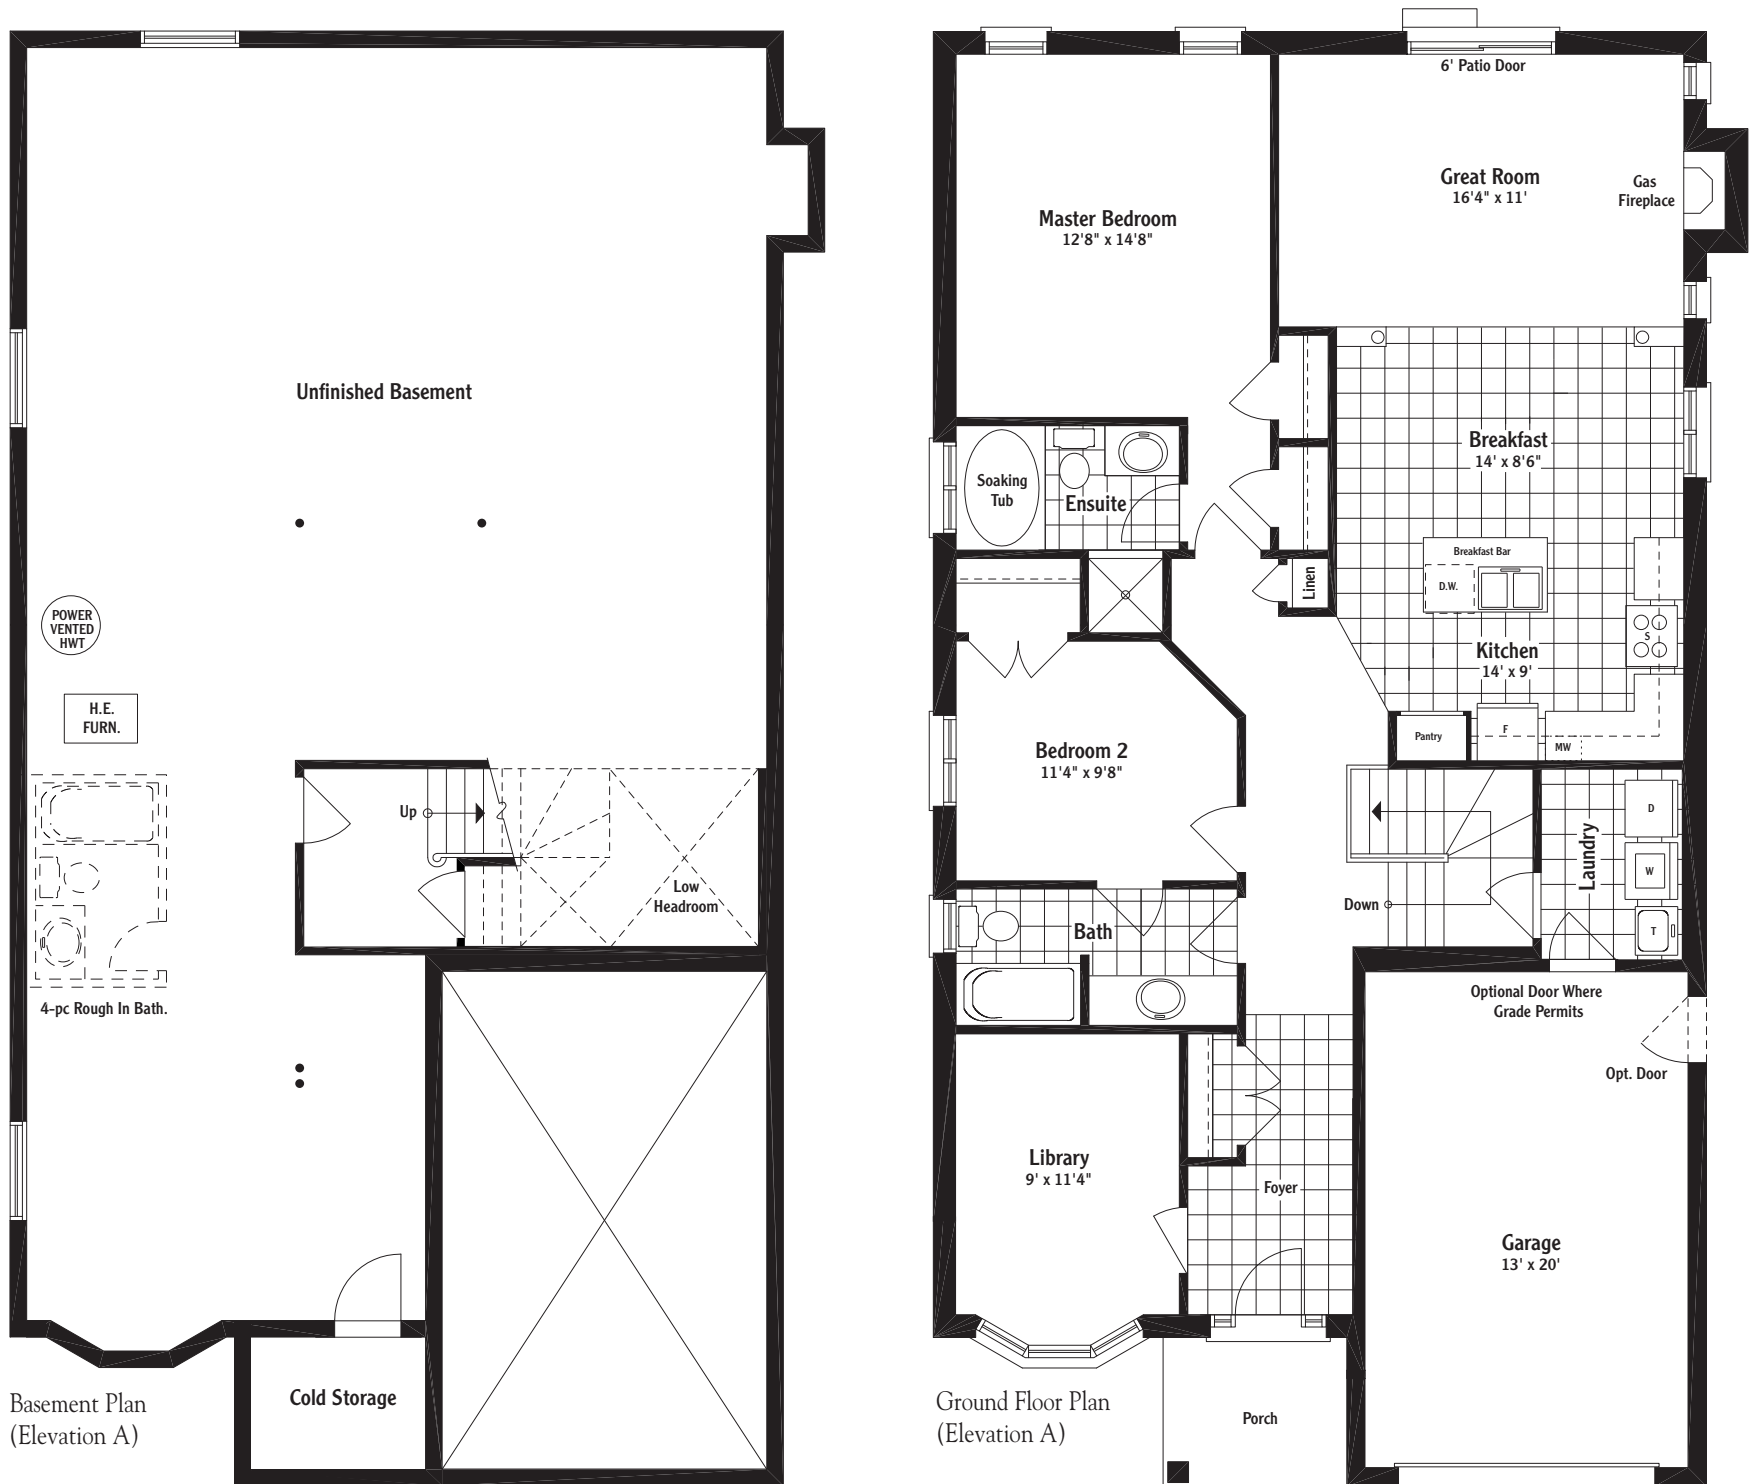 Unfinished Basement
POWER
VENTED
HWT
H.E.
FURN.
Up
Low
Headroom
4-pc Rough In Bath.
Cold Storage
Basement Plan
(Elevation A)
6' Patio Door
Great Room
16'4" x 11'
Gas
Fireplace
Master Bedroom
12'8" x 14'8"
Breakfast
14' x 8'6"
Soaking
Tub
Ensuite
Breakfast Bar
D.W.
Linen
S
Kitchen
14' x 9'
Pantry
F
MW
Bedroom 2
11'4" x 9'8"
D
Laundry
W
Down
T
Bath
Optional Door Where
Grade Permits
Opt. Door
Library
9' x 11'4"
Foyer
Garage
13' x 20'
Ground Floor Plan
(Elevation A)
Porch